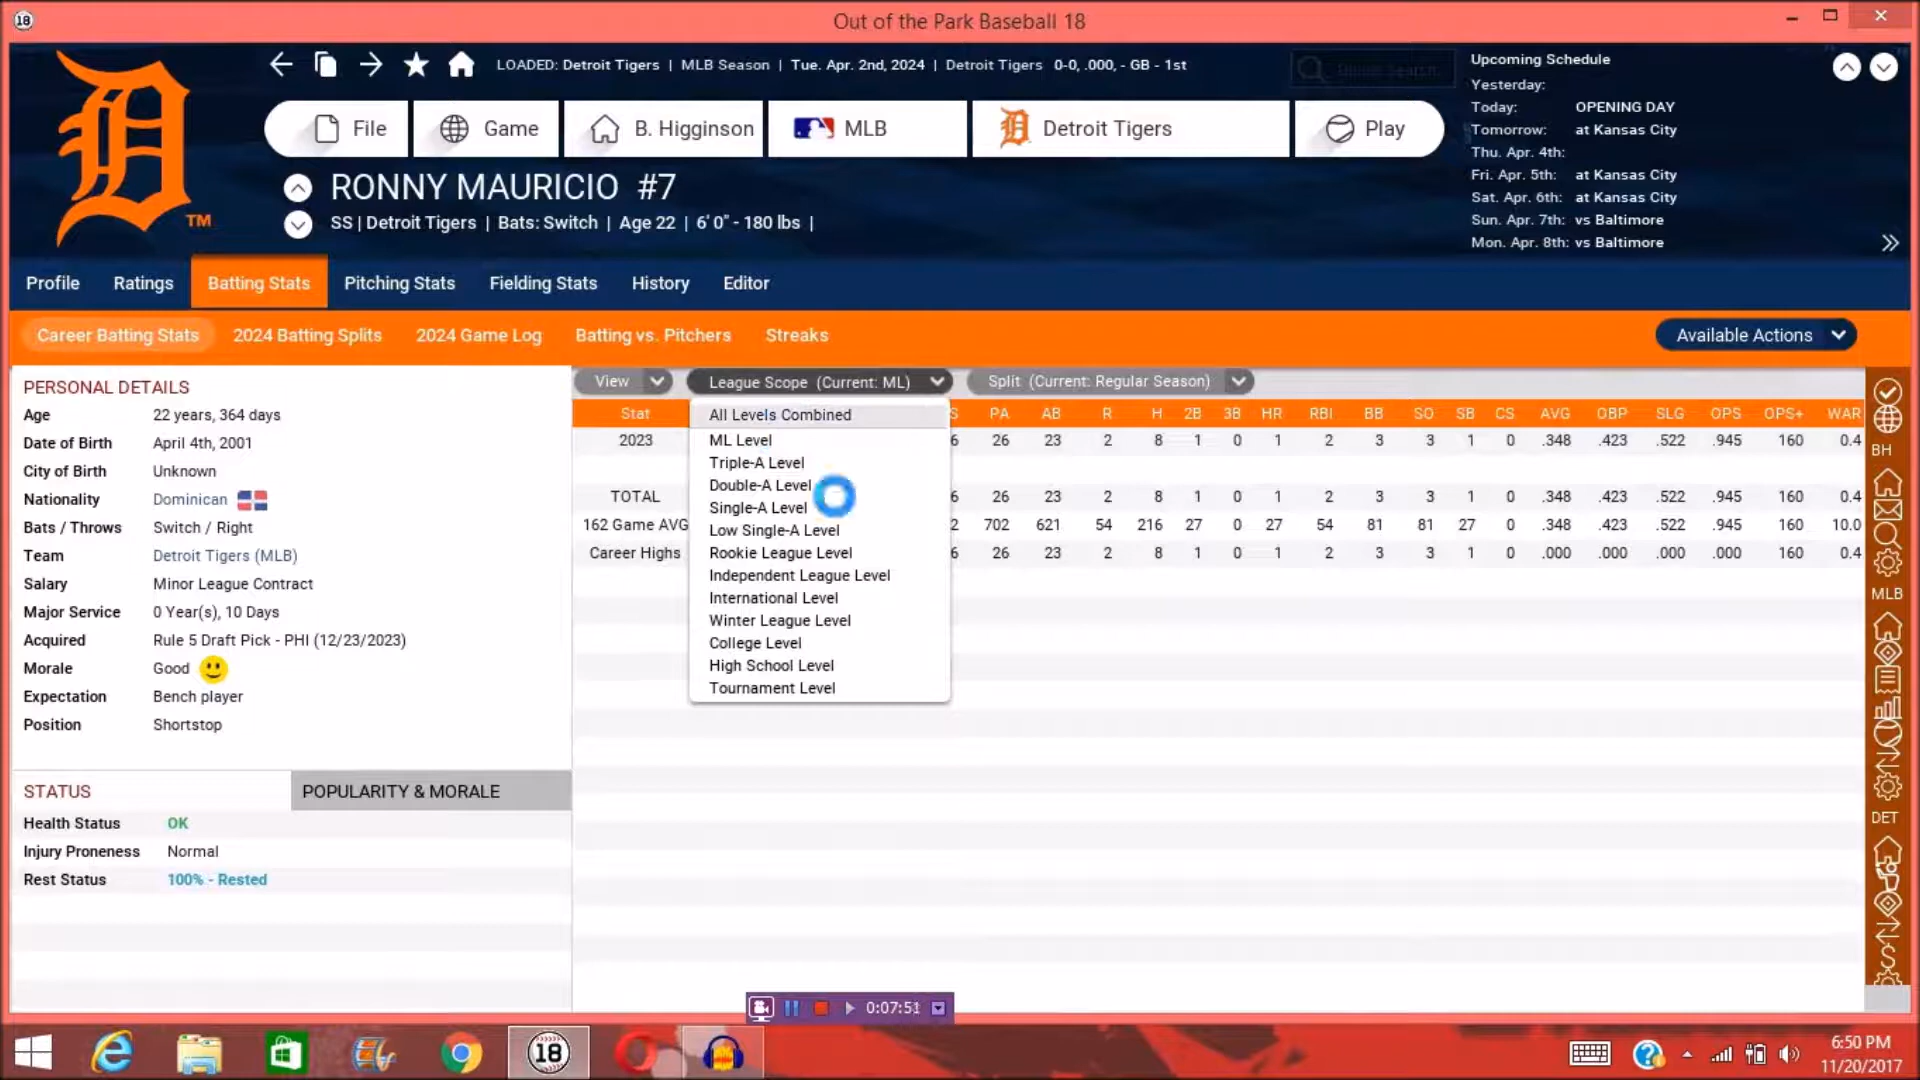 18 Out of the Park Baseball 18
LOADED: Detroit Tigers | MLB Season | Tue. Apr. 2nd, 2024 | Detroit Tigers 0-0, .000, - GB - 1st
File Game B. Higginson MLB Detroit Tigers Play
TM
RONNY MAURICIO #7
SS | Detroit Tigers | Bats: Switch | Age 22 | 6' 0" - 180 lbs |
Upcoming Schedule
Yesterday:
Today: OPENING DAY
Tomorrow: at Kansas City
Thu. Apr. 4th:
Fri. Apr. 5th: at Kansas City
Sat. Apr. 6th: at Kansas City
Sun. Apr. 7th: vs Baltimore
Mon. Apr. 8th: vs Baltimore
Profile Ratings Batting Stats Pitching Stats Fielding Stats History Editor
Career Batting Stats 2024 Batting Splits 2024 Game Log Batting vs. Pitchers Streaks Available Actions
PERSONAL DETAILS
Age 22 years, 364 days
Date of Birth April 4th, 2001
City of Birth Unknown
Nationality Dominican
Bats / Throws Switch / Right
Team Detroit Tigers (MLB)
Salary Minor League Contract
Major Service 0 Year(s), 10 Days
Acquired Rule 5 Draft Pick - PHI (12/23/2023)
Morale Good
Expectation Bench player
Position Shortstop
STATUS POPULARITY & MORALE
Health Status OK
Injury Proneness Normal
Rest Status 100% - Rested
View League Scope (Current: ML) Split (Current: Regular Season)
Stat S PA AB R H 2B 3B HR RBI BB SO SB CS AVG OBP SLG OPS OPS+ WAR
2023 6 26 23 2 8 1 0 1 2 3 3 1 0 .348 .423 .522 .945 160 0.4
TOTAL 6 26 23 2 8 1 0 1 2 3 3 1 0 .348 .423 .522 .945 160 0.4
162 Game AVG 2 702 621 54 216 27 0 27 54 81 81 27 0 .348 .423 .522 .945 160 10.0
Career Highs 6 26 23 2 8 1 0 1 2 3 3 1 0 .000 .000 .000 .000 160 0.4
All Levels Combined
ML Level
Triple-A Level
Double-A Level
Single-A Level
Low Single-A Level
Rookie League Level
Independent League Level
International Level
Winter League Level
College Level
High School Level
Tournament Level
BH
MLB
DET
0:07:51
18
6:50 PM
11/20/2017